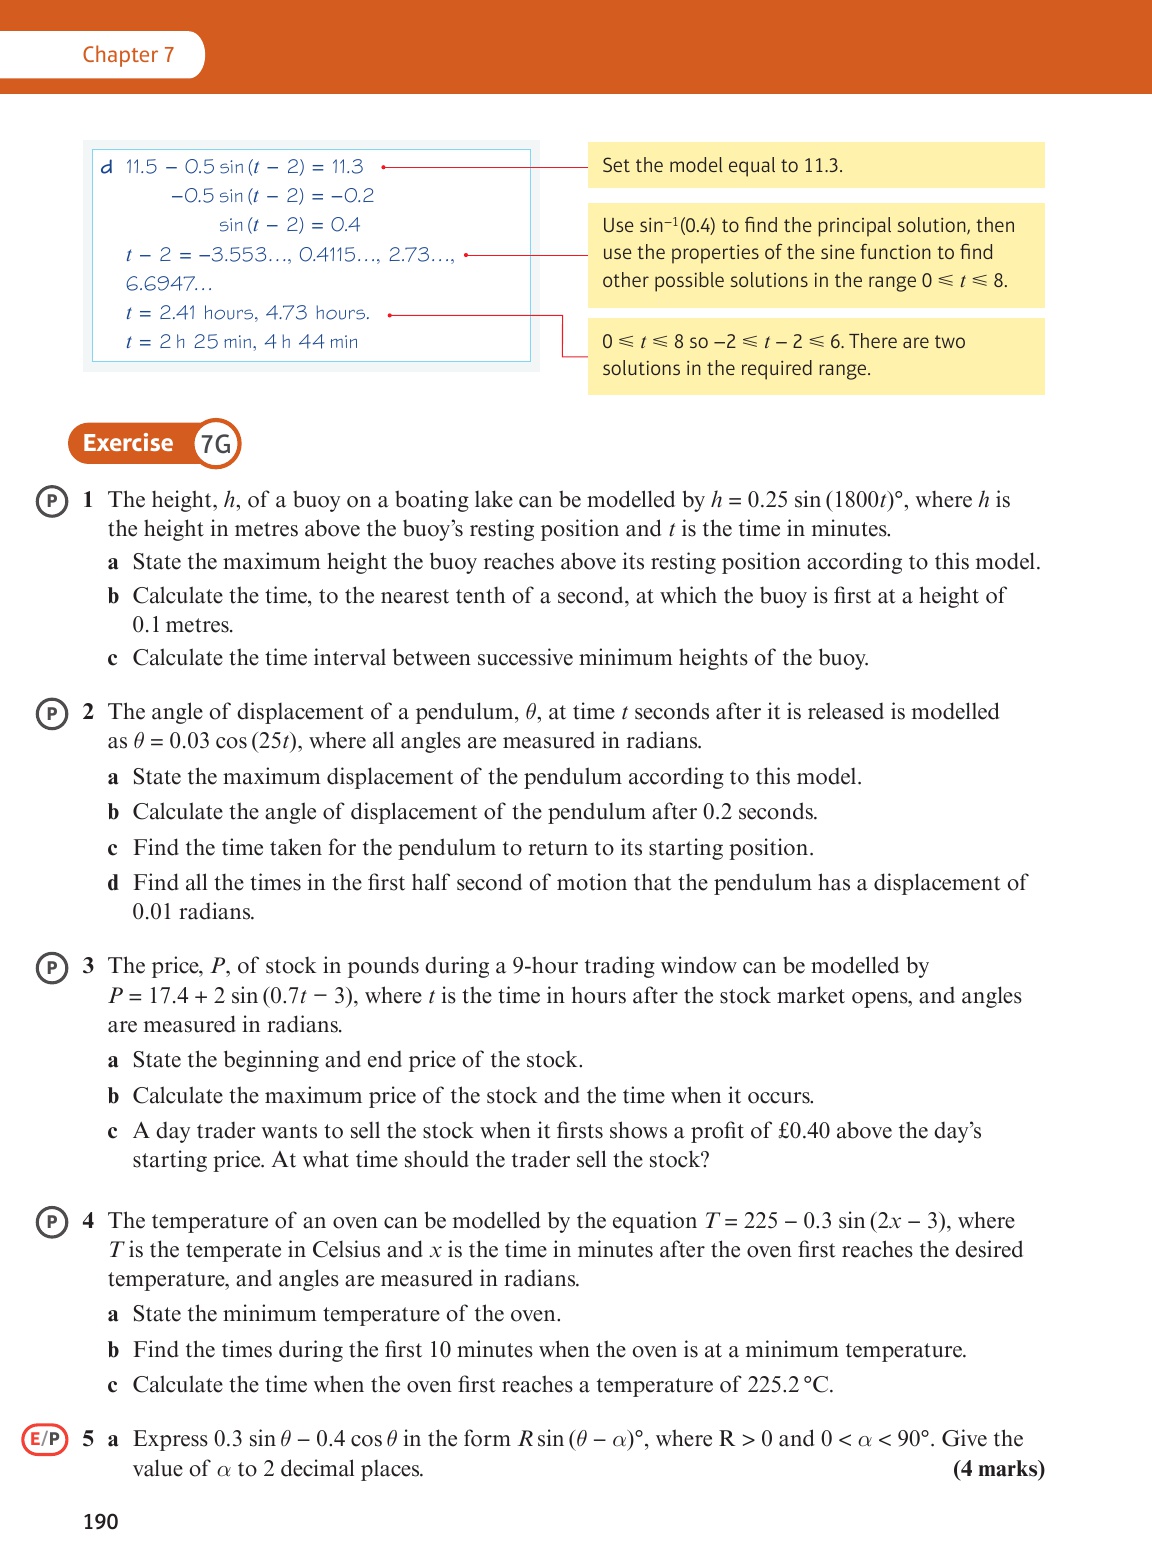 Chapter 7
d 11.5 − 0.5 sin (t − 2) = 11.3
−0.5 sin (t − 2) = −0.2
sin (t − 2) = 0.4
t − 2 = −3.553…, 0.4115…, 2.73…,
6.6947…
t = 2.41 hours, 4.73 hours.
t = 2 h 25 min, 4 h 44 min
Set the model equal to 11.3.
Use sin⁻¹(0.4) to find the principal solution, then
use the properties of the sine function to find
other possible solutions in the range 0 ⩽ t ⩽ 8.
0 ⩽ t ⩽ 8 so −2 ⩽ t − 2 ⩽ 6. There are two
solutions in the required range.
Exercise 7G
P 1 The height, h, of a buoy on a boating lake can be modelled by h = 0.25 sin (1800t)°, where h is
the height in metres above the buoy’s resting position and t is the time in minutes.
a State the maximum height the buoy reaches above its resting position according to this model.
b Calculate the time, to the nearest tenth of a second, at which the buoy is first at a height of
0.1 metres.
c Calculate the time interval between successive minimum heights of the buoy.
P 2 The angle of displacement of a pendulum, θ, at time t seconds after it is released is modelled
as θ = 0.03 cos (25t), where all angles are measured in radians.
a State the maximum displacement of the pendulum according to this model.
b Calculate the angle of displacement of the pendulum after 0.2 seconds.
c Find the time taken for the pendulum to return to its starting position.
d Find all the times in the first half second of motion that the pendulum has a displacement of
0.01 radians.
P 3 The price, P, of stock in pounds during a 9-hour trading window can be modelled by
P = 17.4 + 2 sin (0.7t − 3), where t is the time in hours after the stock market opens, and angles
are measured in radians.
a State the beginning and end price of the stock.
b Calculate the maximum price of the stock and the time when it occurs.
c A day trader wants to sell the stock when it firsts shows a profit of £0.40 above the day’s
starting price. At what time should the trader sell the stock?
P 4 The temperature of an oven can be modelled by the equation T = 225 − 0.3 sin (2x − 3), where
T is the temperate in Celsius and x is the time in minutes after the oven first reaches the desired
temperature, and angles are measured in radians.
a State the minimum temperature of the oven.
b Find the times during the first 10 minutes when the oven is at a minimum temperature.
c Calculate the time when the oven first reaches a temperature of 225.2 °C.
E/P 5 a Express 0.3 sin θ − 0.4 cos θ in the form R sin (θ − α)°, where R > 0 and 0 < α < 90°. Give the
value of α to 2 decimal places. (4 marks)
190